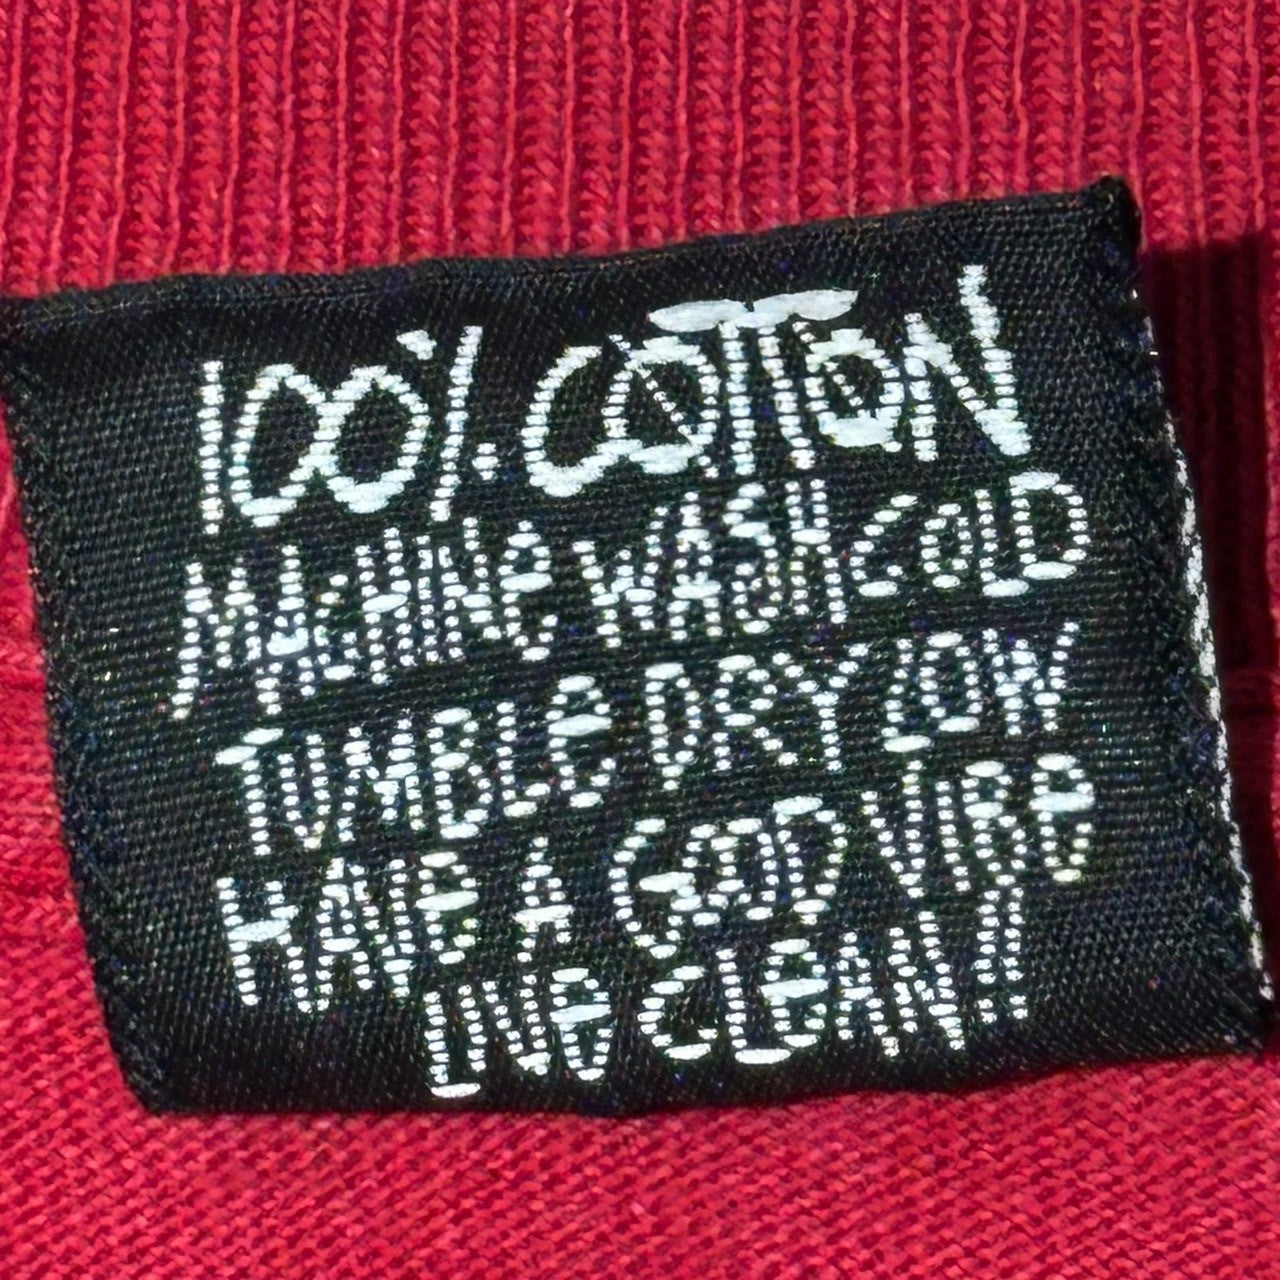 100% COTTON
MACHINE WASH COLD
TUMBLE DRY LOW
HAVE A GOOD VIBE
LIVE CLEAN!!